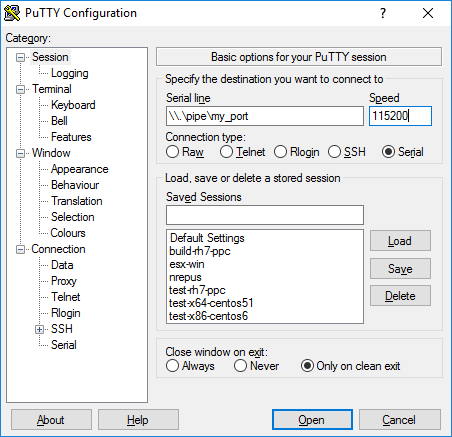 PuTTY Configuration
?
Category:
Session
Logging
Terminal
Keyboard
Bell
Features
Window
Appearance
Behaviour
Translation
Selection
Colours
Connection
Data
Proxy
Telnet
Rlogin
SSH
Serial
Basic options for your PuTTY session
Specify the destination you want to connect to
Serial line Speed
\\.\pipe\my_port 115200
Connection type:
Raw Telnet Rlogin SSH Serial
Load, save or delete a stored session
Saved Sessions
Default Settings
build-rh7-ppc
esx-win
nrepus
test-rh7-ppc
test-x64-centos51
test-x86-centos6
Load
Save
Delete
Close window on exit:
Always Never Only on clean exit
About Help Open Cancel